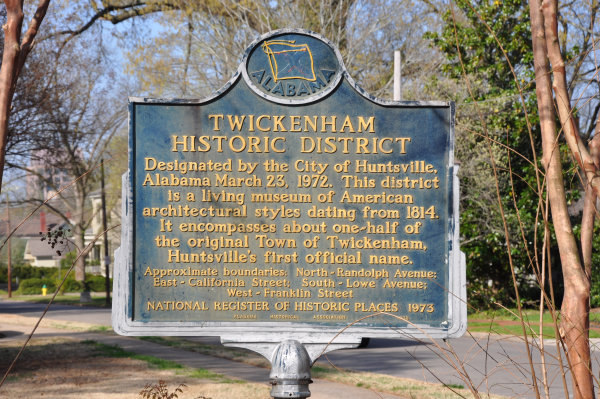 ALABAMA
TWICKENHAM
HISTORIC DISTRICT
Designated by the City of Huntsville,
Alabama March 23, 1972. This district
is a living museum of American
architectural styles dating from 1814.
It encompasses about one-half of
the original Town of Twickenham,
Huntsville's first official name.
Approximate boundaries: North-Randolph Avenue;
East-California Street; South-Lowe Avenue;
West-Franklin Street
NATIONAL REGISTER OF HISTORIC PLACES 1973
ALABAMA HISTORICAL ASSOCIATION